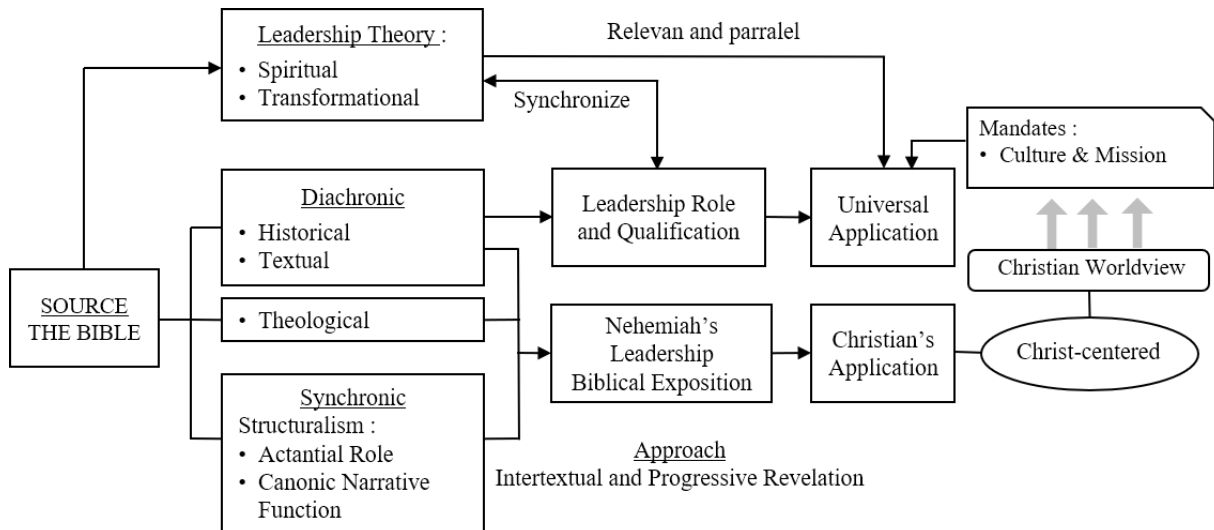 Leadership Theory :
• Spiritual
• Transformational
Relevan and parralel
Synchronize
Mandates :
• Culture & Mission
Diachronic
• Historical
• Textual
Leadership Role
and Qualification
Universal
Application
Christian Worldview
SOURCE
THE BIBLE
• Theological
Nehemiah’s
Leadership
Biblical Exposition
Christian’s
Application
Christ-centered
Synchronic
Structuralism :
• Actantial Role
• Canonic Narrative
Function
Approach
Intertextual and Progressive Revelation